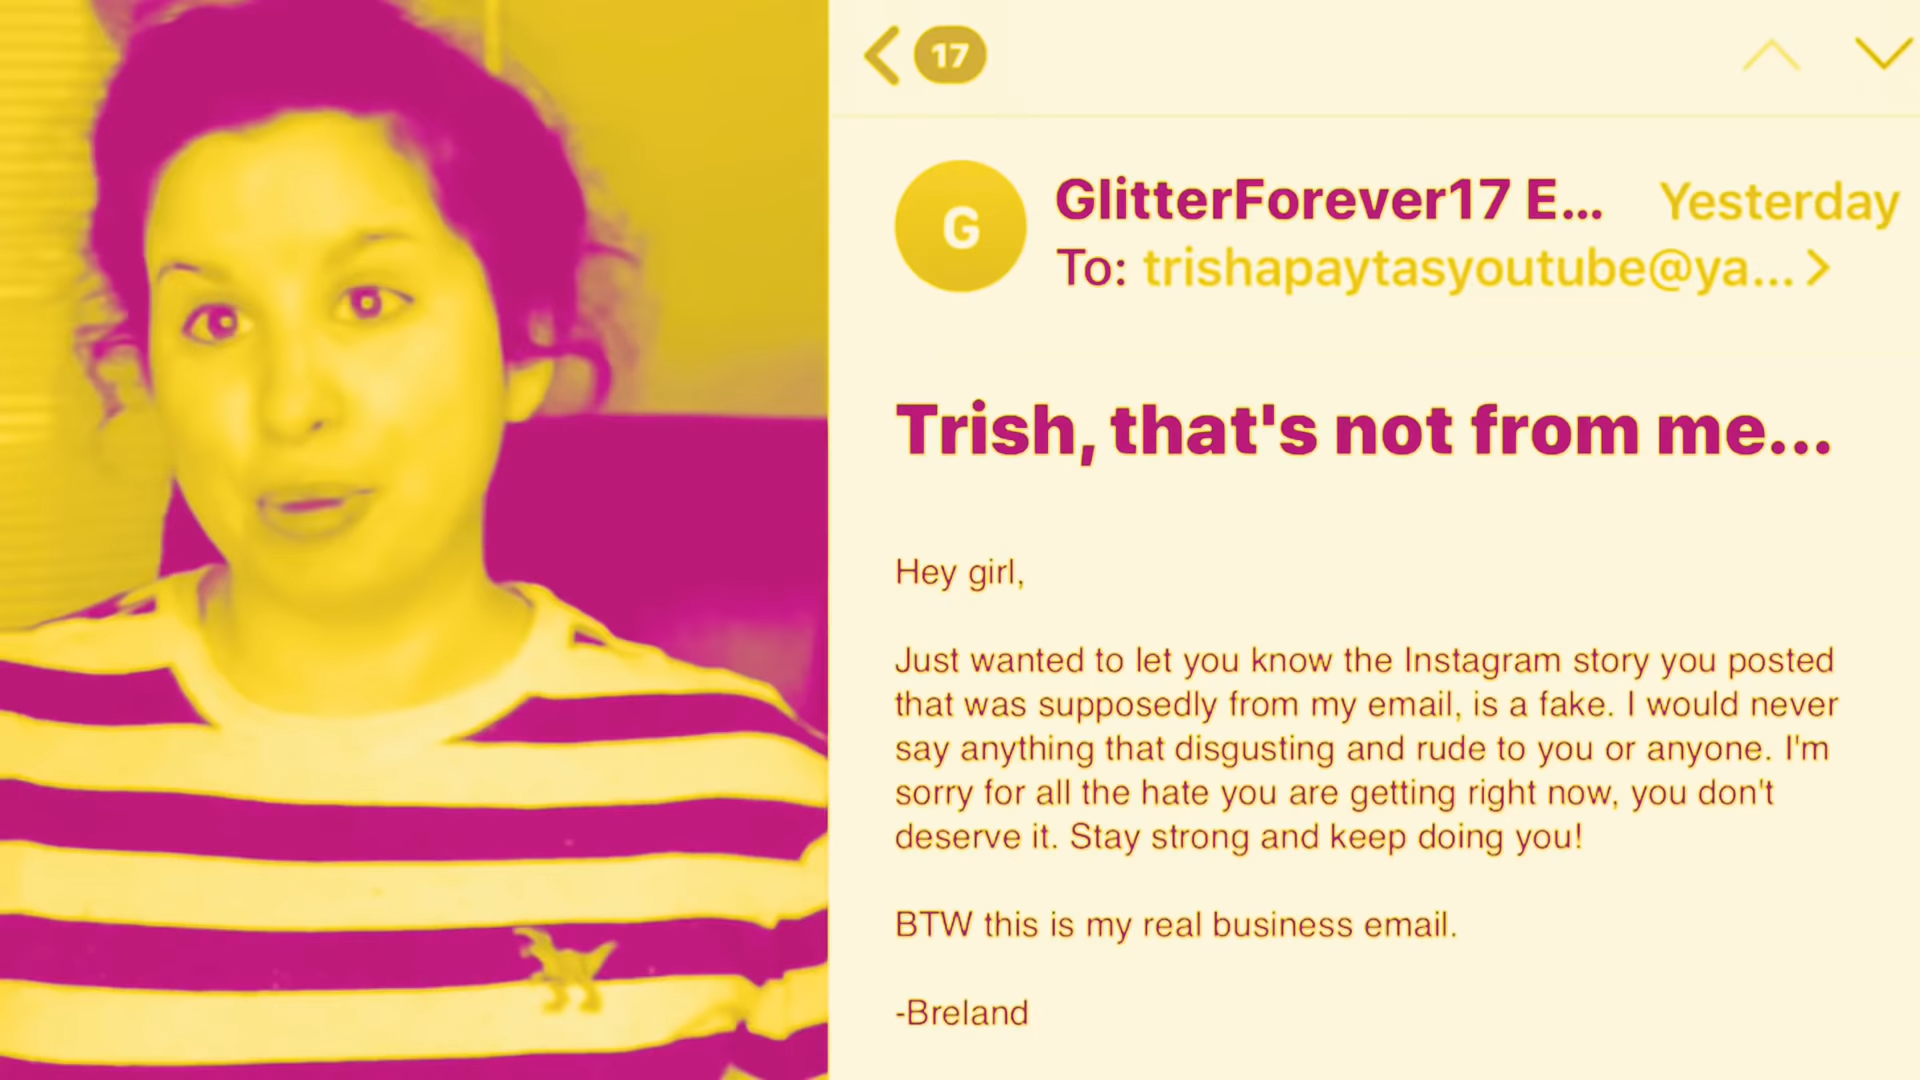 17
G
GlitterForever17 E... Yesterday
To: trishapaytasyoutube@ya...
Trish, that's not from me...
Hey girl,
Just wanted to let you know the Instagram story you posted
that was supposedly from my email, is a fake. I would never
say anything that disgusting and rude to you or anyone. I'm
sorry for all the hate you are getting right now, you don't
deserve it. Stay strong and keep doing you!
BTW this is my real business email.
-Breland